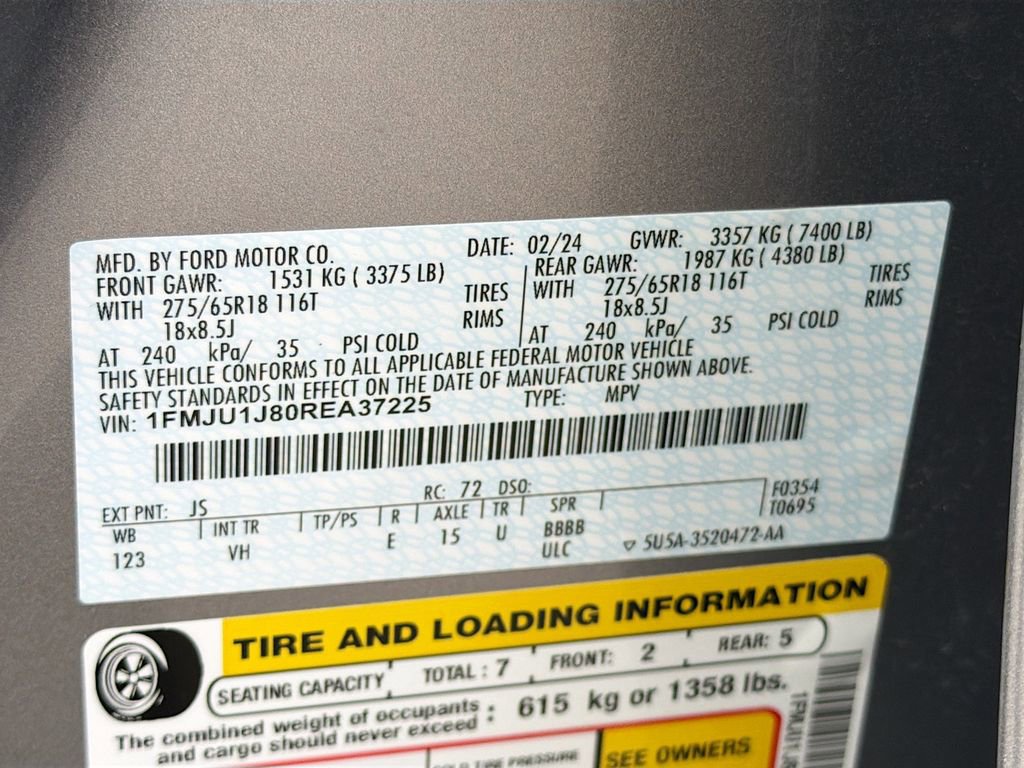 MFD. BY FORD MOTOR CO. DATE: 02/24 GVWR: 3357 KG ( 7400 LB)
FRONT GAWR: 1531 KG ( 3375 LB) REAR GAWR: 1987 KG ( 4380 LB)
WITH 275/65R18 116T TIRES WITH 275/65R18 116T TIRES
18x8.5J RIMS 18x8.5J RIMS
AT 240 kPa/ 35 PSI COLD AT 240 kPa/ 35 PSI COLD
THIS VEHICLE CONFORMS TO ALL APPLICABLE FEDERAL MOTOR VEHICLE
SAFETY STANDARDS IN EFFECT ON THE DATE OF MANUFACTURE SHOWN ABOVE.
VIN: 1FMJU1J80REA37225 TYPE: MPV
EXT PNT: JS RC: 72 DSO: F0354
WB INT TR TP/PS R AXLE TR SPR T0695
123 VH E 15 U BBBB
ULC ▽ 5U5A-3520472-AA
TIRE AND LOADING INFORMATION
SEATING CAPACITY TOTAL : 7 FRONT: 2 REAR: 5
The combined weight of occupants : 615 kg or 1358 lbs.
and cargo should never exceed
COLD TIRE PRESSURE SEE OWNERS